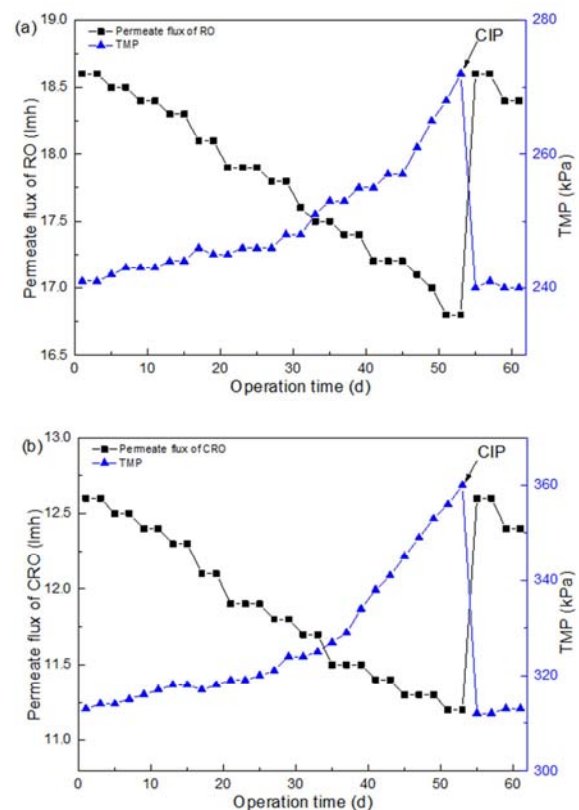 (a)
Permeate flux of RO
TMP
CIP
Permeate flux of RO (lmh)
19.0
18.5
18.0
17.5
17.0
16.5
TMP (kPa)
280
260
240
0 10 20 30 40 50 60
Operation time (d)
(b)
Permeate flux of CRO
TMP
CIP
Permeate flux of CRO (lmh)
13.0
12.5
12.0
11.5
11.0
TMP (kPa)
360
340
320
300
0 10 20 30 40 50 60
Operation time (d)